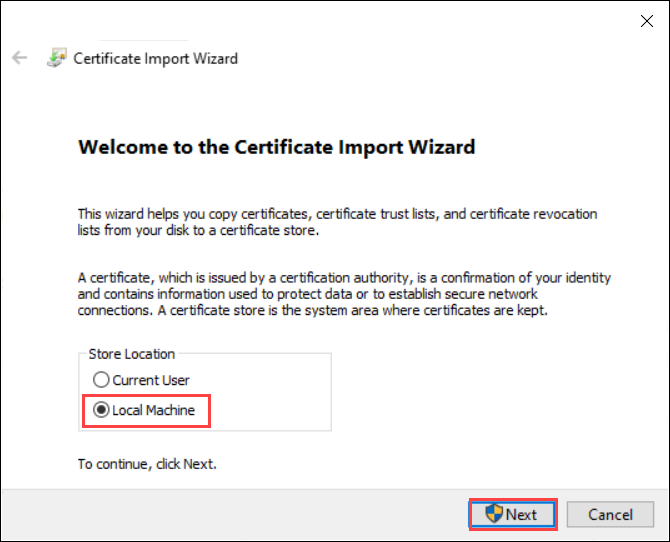 Certificate Import Wizard
Welcome to the Certificate Import Wizard
This wizard helps you copy certificates, certificate trust lists, and certificate revocation
lists from your disk to a certificate store.
A certificate, which is issued by a certification authority, is a confirmation of your identity
and contains information used to protect data or to establish secure network
connections. A certificate store is the system area where certificates are kept.
Store Location
Current User
Local Machine
To continue, click Next.
Next
Cancel